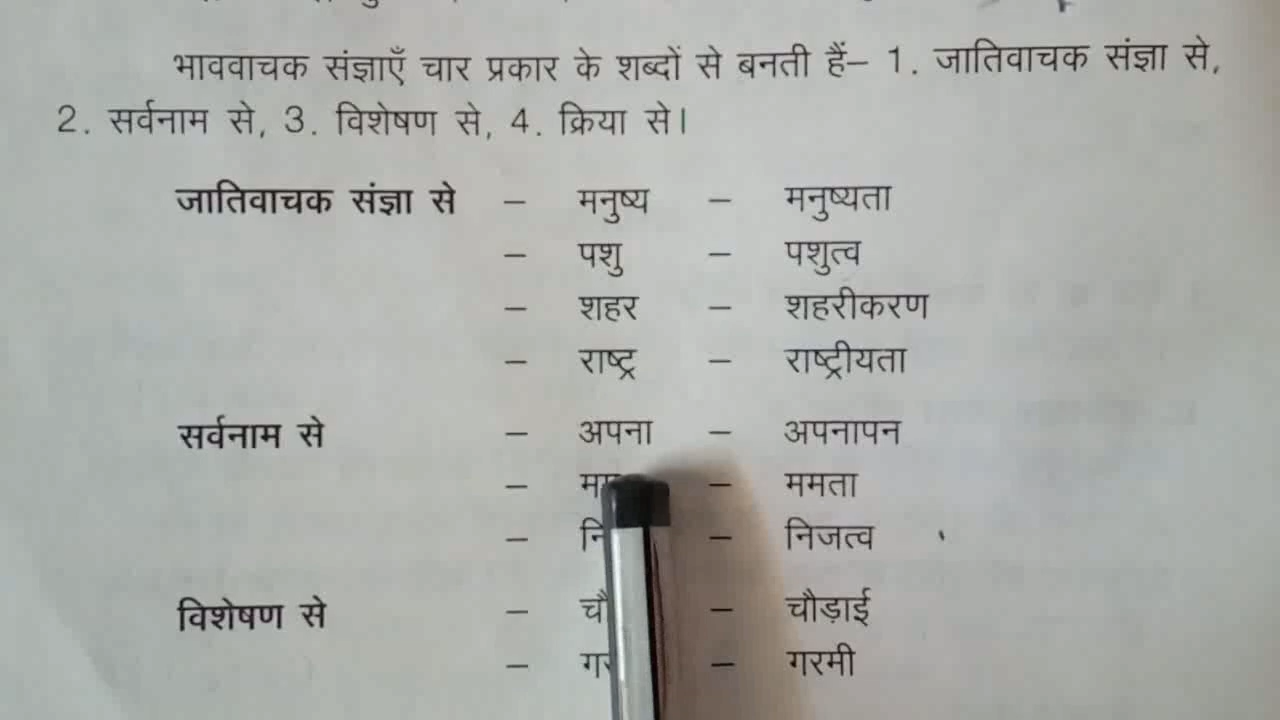 भाववाचक संज्ञाएँ चार प्रकार के शब्दों से बनती हैं– 1. जातिवाचक संज्ञा से,
2. सर्वनाम से, 3. विशेषण से, 4. क्रिया से।
जातिवाचक संज्ञा से – मनुष्य – मनुष्यता
– पशु – पशुत्व
– शहर – शहरीकरण
– राष्ट्र – राष्ट्रीयता
सर्वनाम से – अपना – अपनापन
– – ममता
– – निजत्व
विशेषण से – – चौड़ाई
– – गरमी